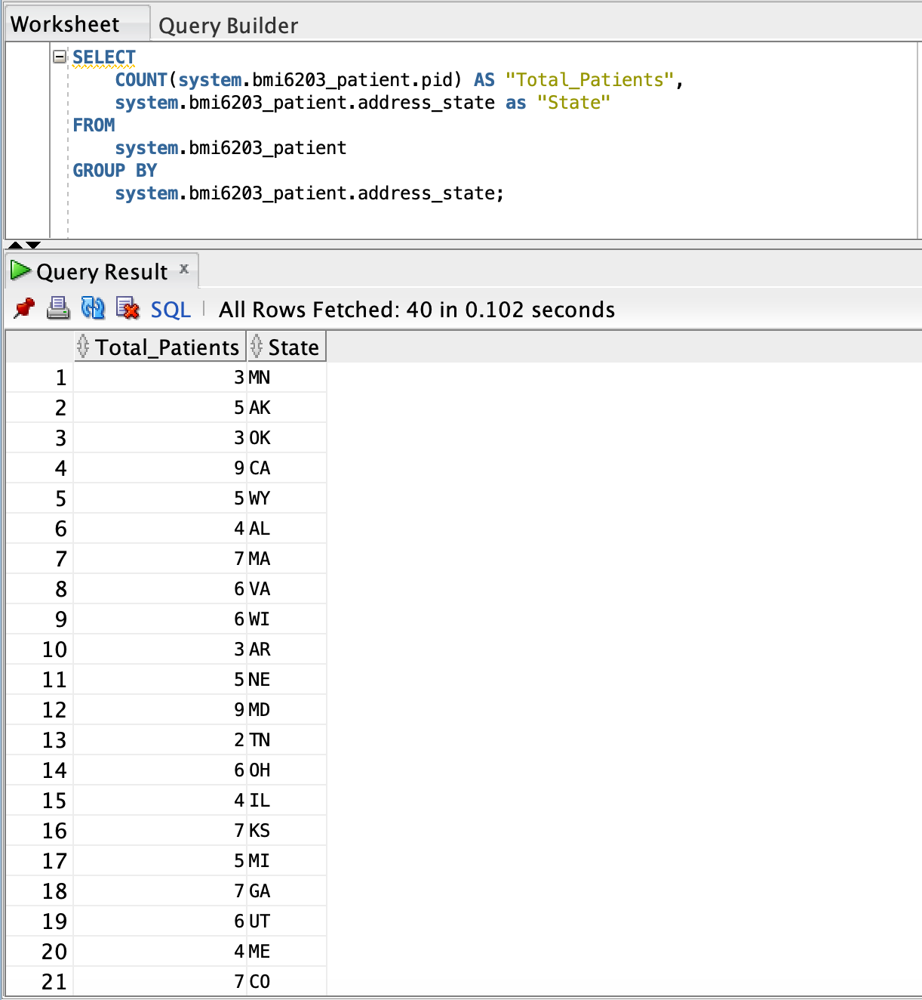 Worksheet Query Builder
SELECT
COUNT(system.bmi6203_patient.pid) AS "Total_Patients",
system.bmi6203_patient.address_state as "State"
FROM
system.bmi6203_patient
GROUP BY
system.bmi6203_patient.address_state;
Query Result x
SQL | All Rows Fetched: 40 in 0.102 seconds
Total_Patients State
1 3 MN
2 5 AK
3 3 OK
4 9 CA
5 5 WY
6 4 AL
7 7 MA
8 6 VA
9 6 WI
10 3 AR
11 5 NE
12 9 MD
13 2 TN
14 6 OH
15 4 IL
16 7 KS
17 5 MI
18 7 GA
19 6 UT
20 4 ME
21 7 CO